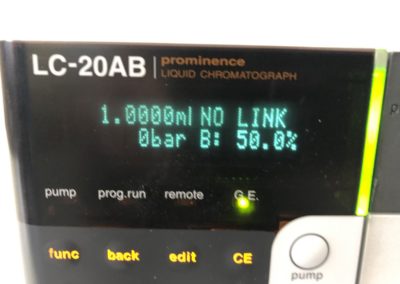 LC-20AB prominence
LIQUID CHROMATOGRAPH
1.0000ml NO LINK
0bar B: 50.0%
pump prog.run remote G.E.
func back edit CE
pump